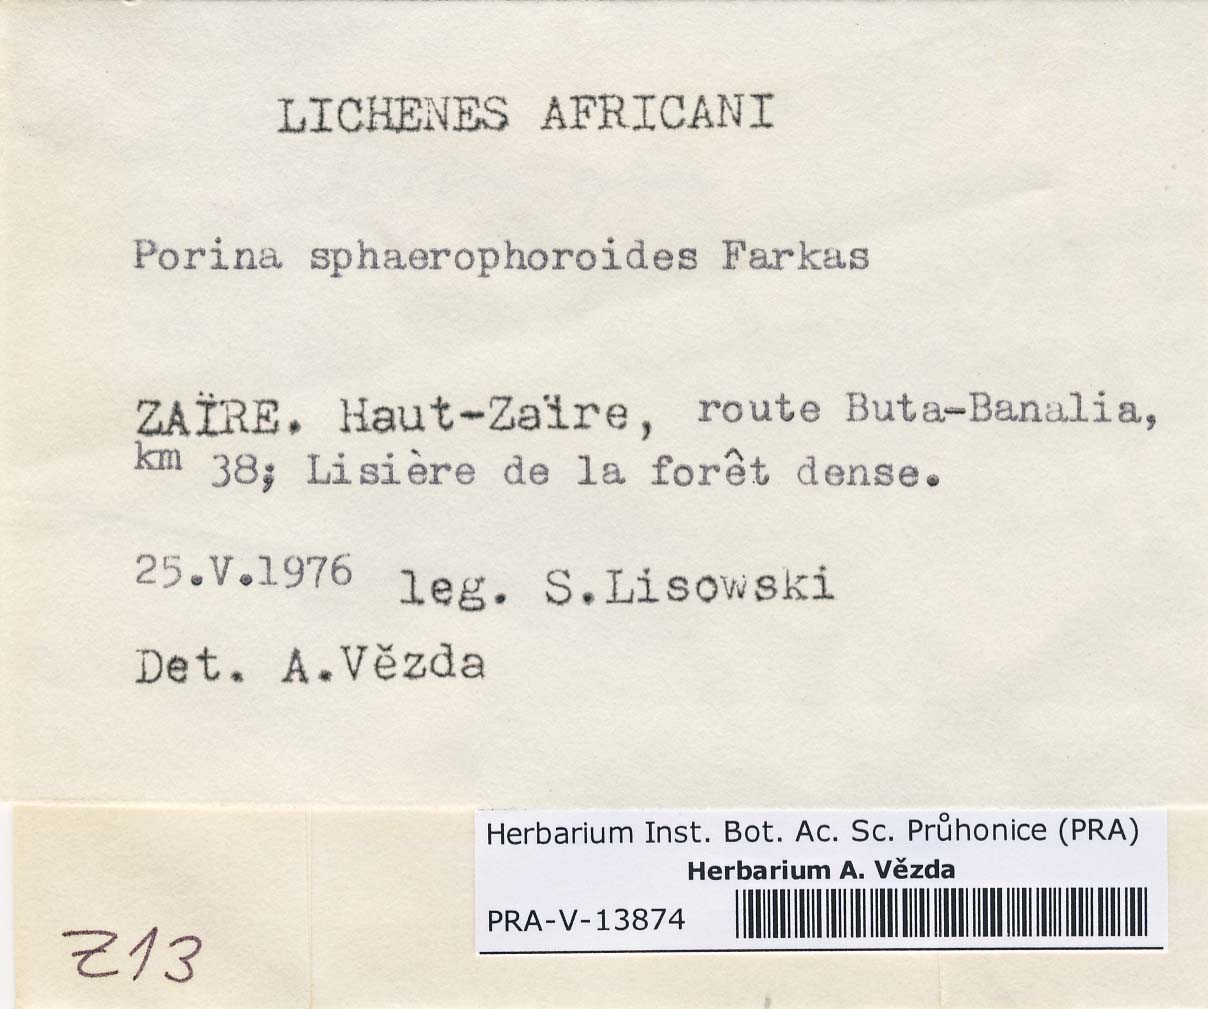 LICHENES AFRICANI
Porina sphaerophoroides Farkas
ZAÏRE. Haut-Zaïre, route Buta-Banalia,
km 38; Lisière de la forêt dense.
25.V.1976 leg. S.Lisowski
Det. A.Vězda
Herbarium Inst. Bot. Ac. Sc. Průhonice (PRA)
Herbarium A. Vězda
PRA-V-13874
Z13